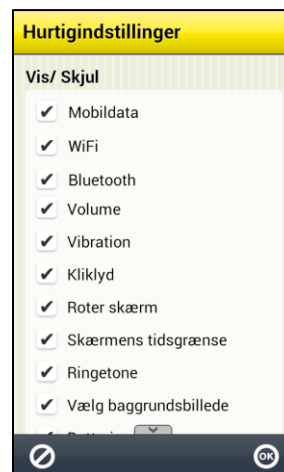 Hurtigindstillinger
Vis/ Skjul
Mobildata
WiFi
Bluetooth
Volume
Vibration
Kliklyd
Roter skærm
Skærmens tidsgrænse
Ringetone
Vælg baggrundsbillede
OK